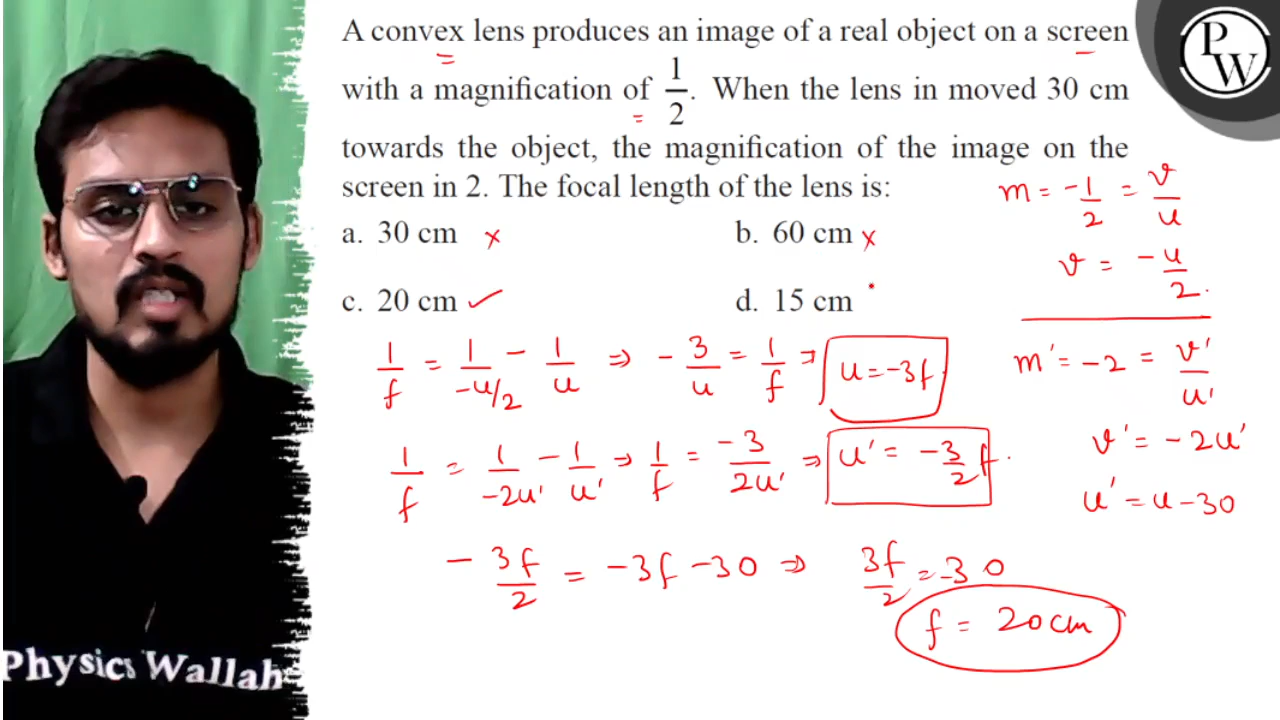 A convex lens produces an image of a real object on a screen
with a magnification of 1/2. When the lens in moved 30 cm
towards the object, the magnification of the image on the
screen in 2. The focal length of the lens is:
a. 30 cm ×
b. 60 cm ×
c. 20 cm ✓
d. 15 cm
m = -1/2 = v/u
v = -u/2.
m' = -2 = v'/u'
v' = -2u'
u' = u - 30
1/f = 1/-u/2 - 1/u ⇒ -3/u = 1/f ⇒ u = -3f
1/f = 1/-2u' - 1/u' ⇒ 1/f = -3/2u' ⇒ u' = -3/2 f.
-3f/2 = -3f - 30 ⇒ 3f/2 = -30
f = 20cm
PW
Physics Wallah